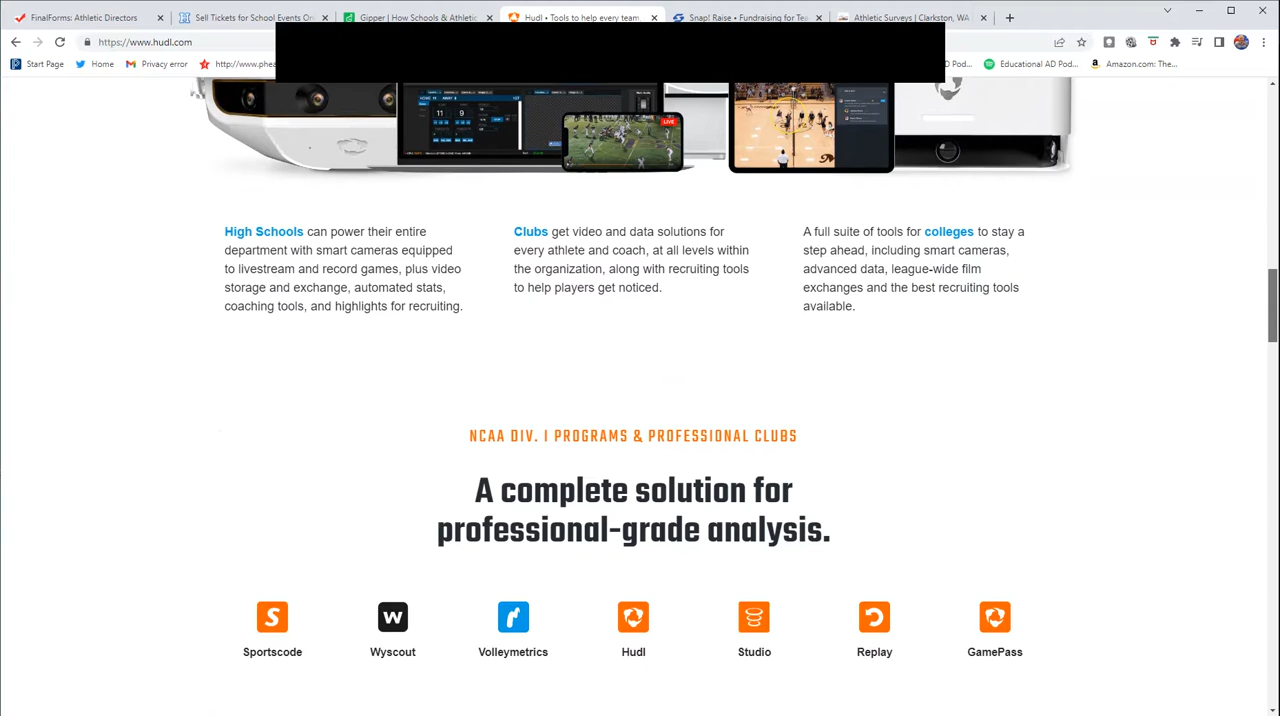 FinalForms: Athletic Directors
Sell Tickets for School Events On
Gipper | How Schools & Athletic
Hudl • Tools to help every team
Snap! Raise • Fundraising for Tea
Athletic Surveys | Clarkston, WA
https://www.hudl.com
Start Page
Home
Privacy error
http://www.phea
D Pod...
Educational AD Pod...
Amazon.com: The...
LIVE
High Schools can power their entire
department with smart cameras equipped
to livestream and record games, plus video
storage and exchange, automated stats,
coaching tools, and highlights for recruiting.
Clubs get video and data solutions for
every athlete and coach, at all levels within
the organization, along with recruiting tools
to help players get noticed.
A full suite of tools for colleges to stay a
step ahead, including smart cameras,
advanced data, league-wide film
exchanges and the best recruiting tools
available.
NCAA DIV. I PROGRAMS & PROFESSIONAL CLUBS
A complete solution for
professional-grade analysis.
Sportscode
Wyscout
Volleymetrics
Hudl
Studio
Replay
GamePass